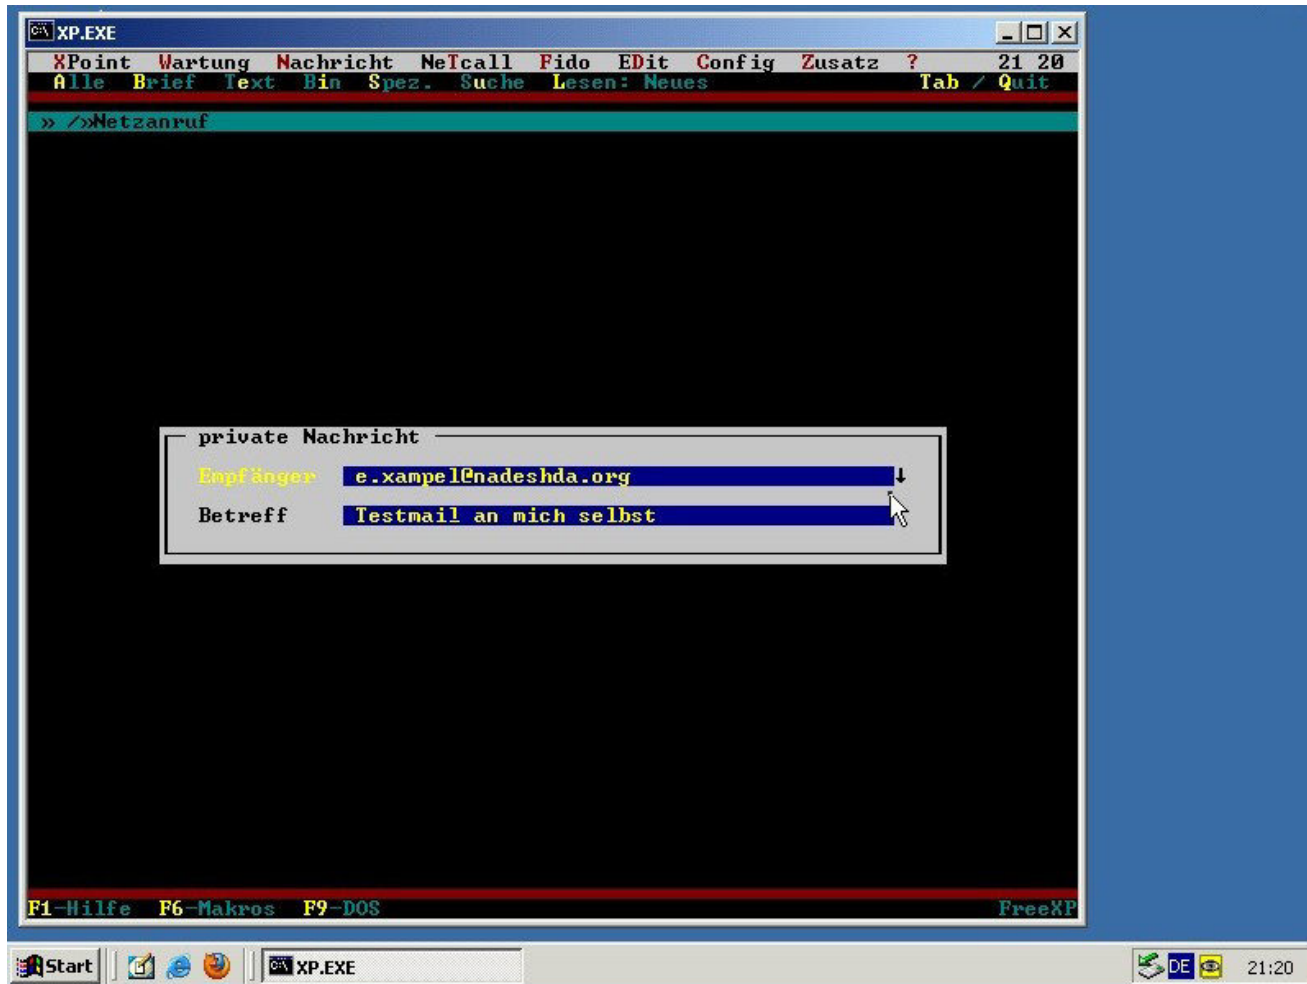 XP.EXE
XPoint Wartung Nachricht NeTcall Fido EDit Config Zusatz ? 21 20
Alle Brief Text Bin Spez. Suche Lesen: Neues Tab / Quit
» /»Netzanruf
private Nachricht
Empfänger e.xampel@nadeshda.org ↓
Betreff Testmail an mich selbst
F1-Hilfe F6-Makros F9-DOS FreeXP
Start XP.EXE DE 21:20